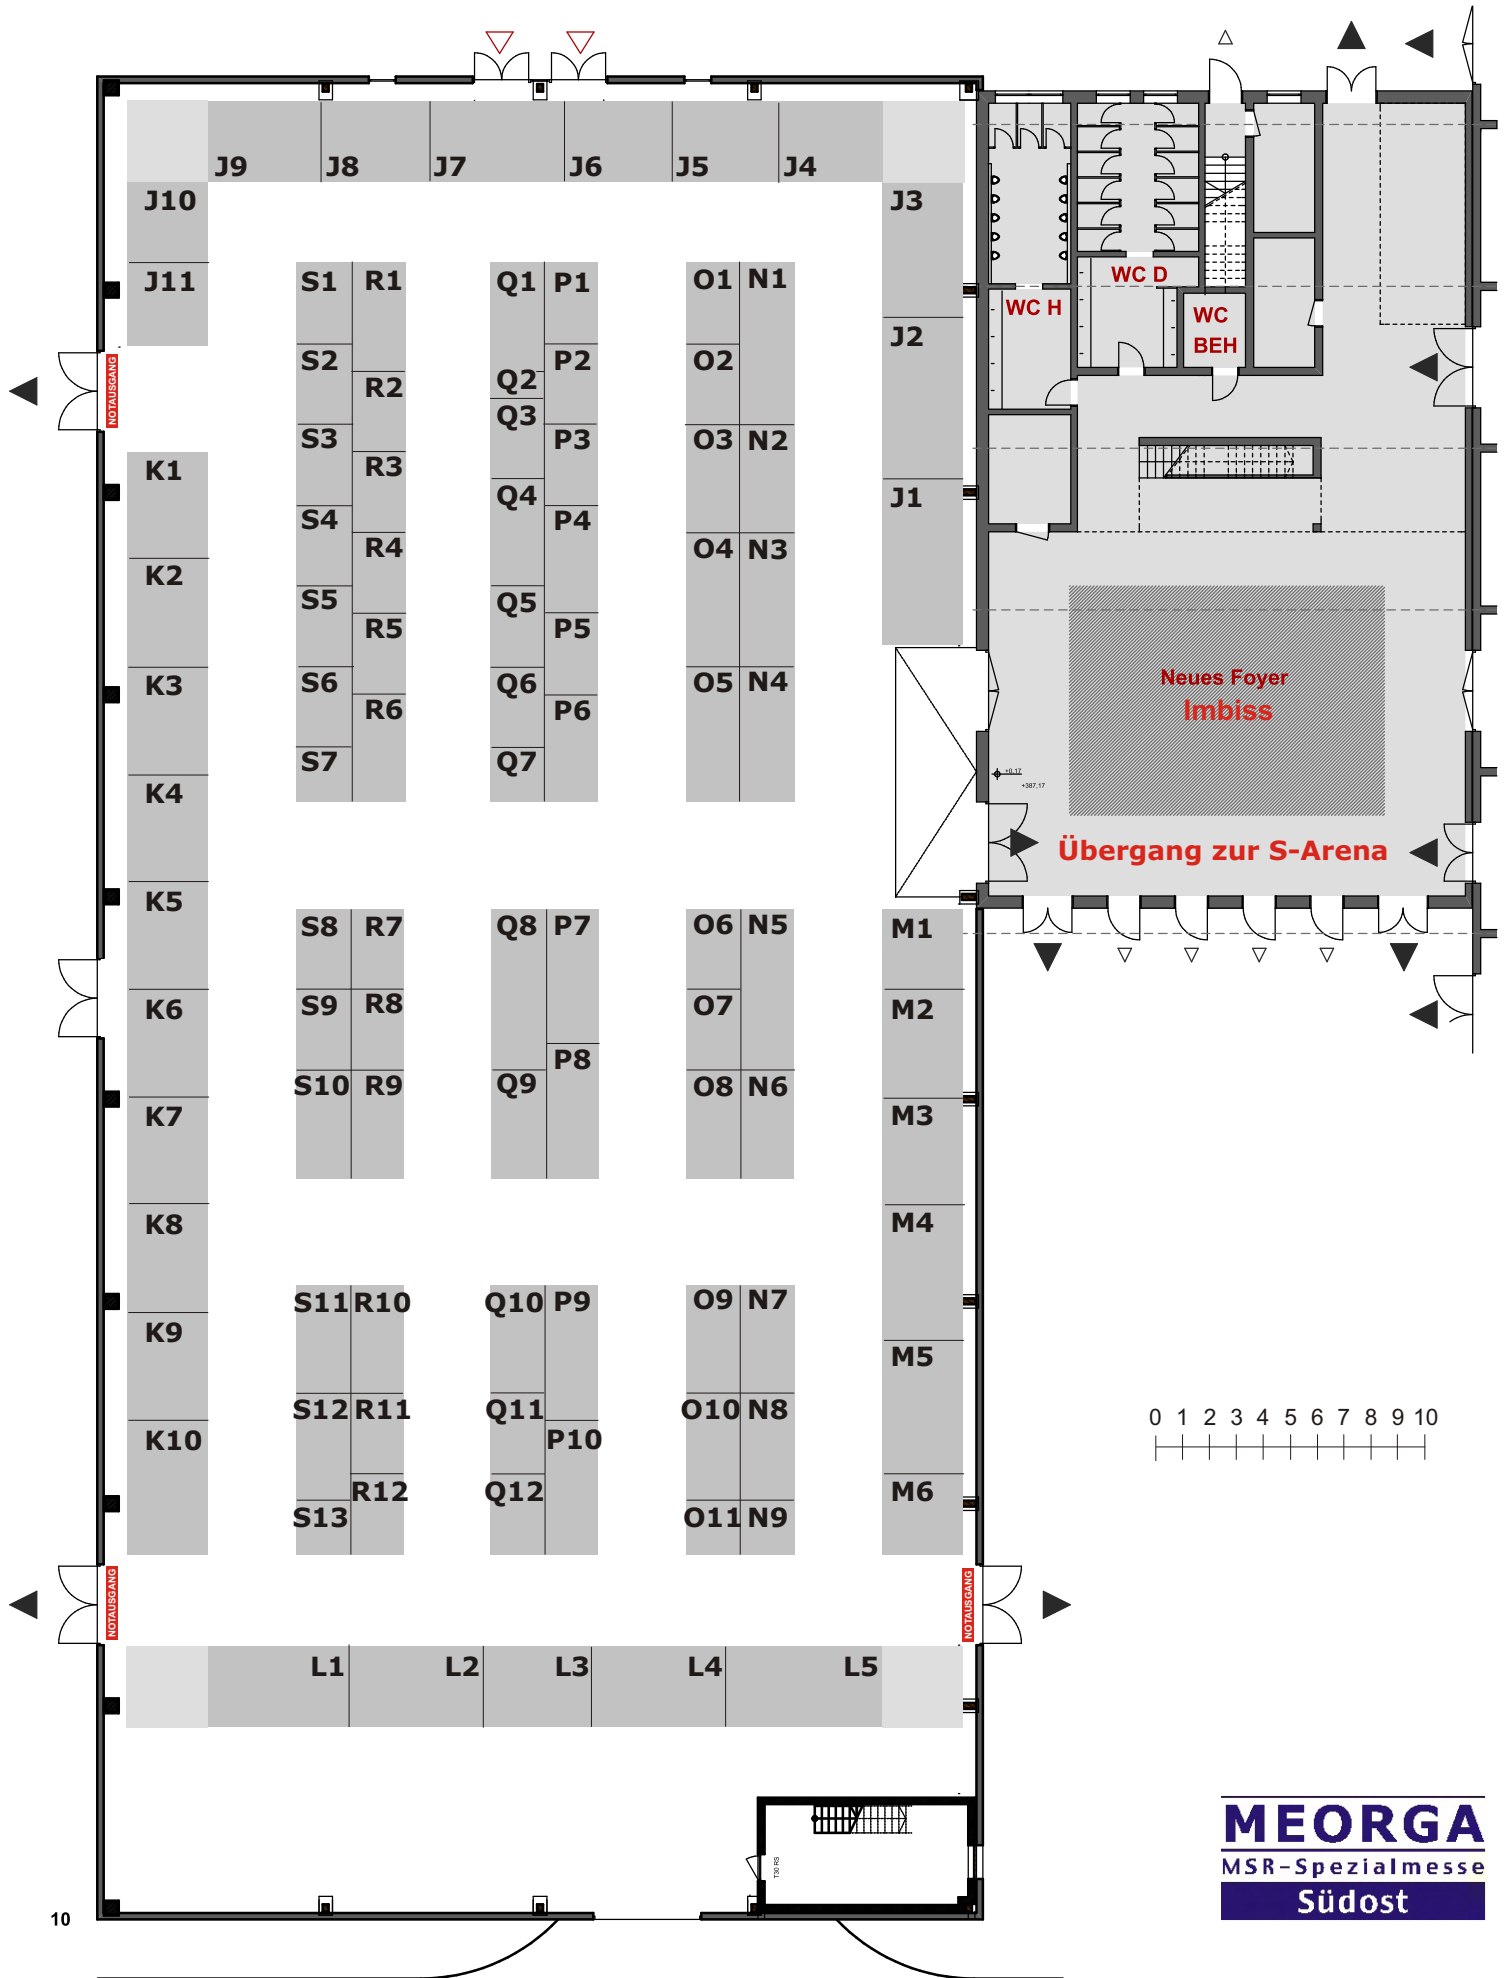 J9 J8 J7 J6 J5 J4
J10 J3
J11 S1 R1 Q1 P1 O1 N1
WC D
WC H
WC
BEH
J2
NOTAUSGANG
S2 R2 Q2 P2 O2
Q3
S3 R3 P3 O3 N2
K1
S4 Q4 P4 J1
R4 O4 N3
K2
S5 R5 Q5 P5
K3 S6 R6 Q6 P6 O5 N4
Neues Foyer
Imbiss
S7 Q7
+0,17
+387,17
K4
Übergang zur S-Arena
K5 S8 R7 Q8 P7 O6 N5 M1
K6 S9 R8 O7 M2
P8
S10 R9 Q9 O8 N6
K7 M3
K8 M4
S11 R10 Q10 P9 O9 N7
K9 M5
S12 R11 Q11 O10 N8
0 1 2 3 4 5 6 7 8 9 10
K10 P10
R12 Q12 M6
S13 O11 N9
NOTAUSGANG
NOTAUSGANG
L1 L2 L3 L4 L5
T30 RS
MEORGA
MSR-Spezialmesse
Südost
10